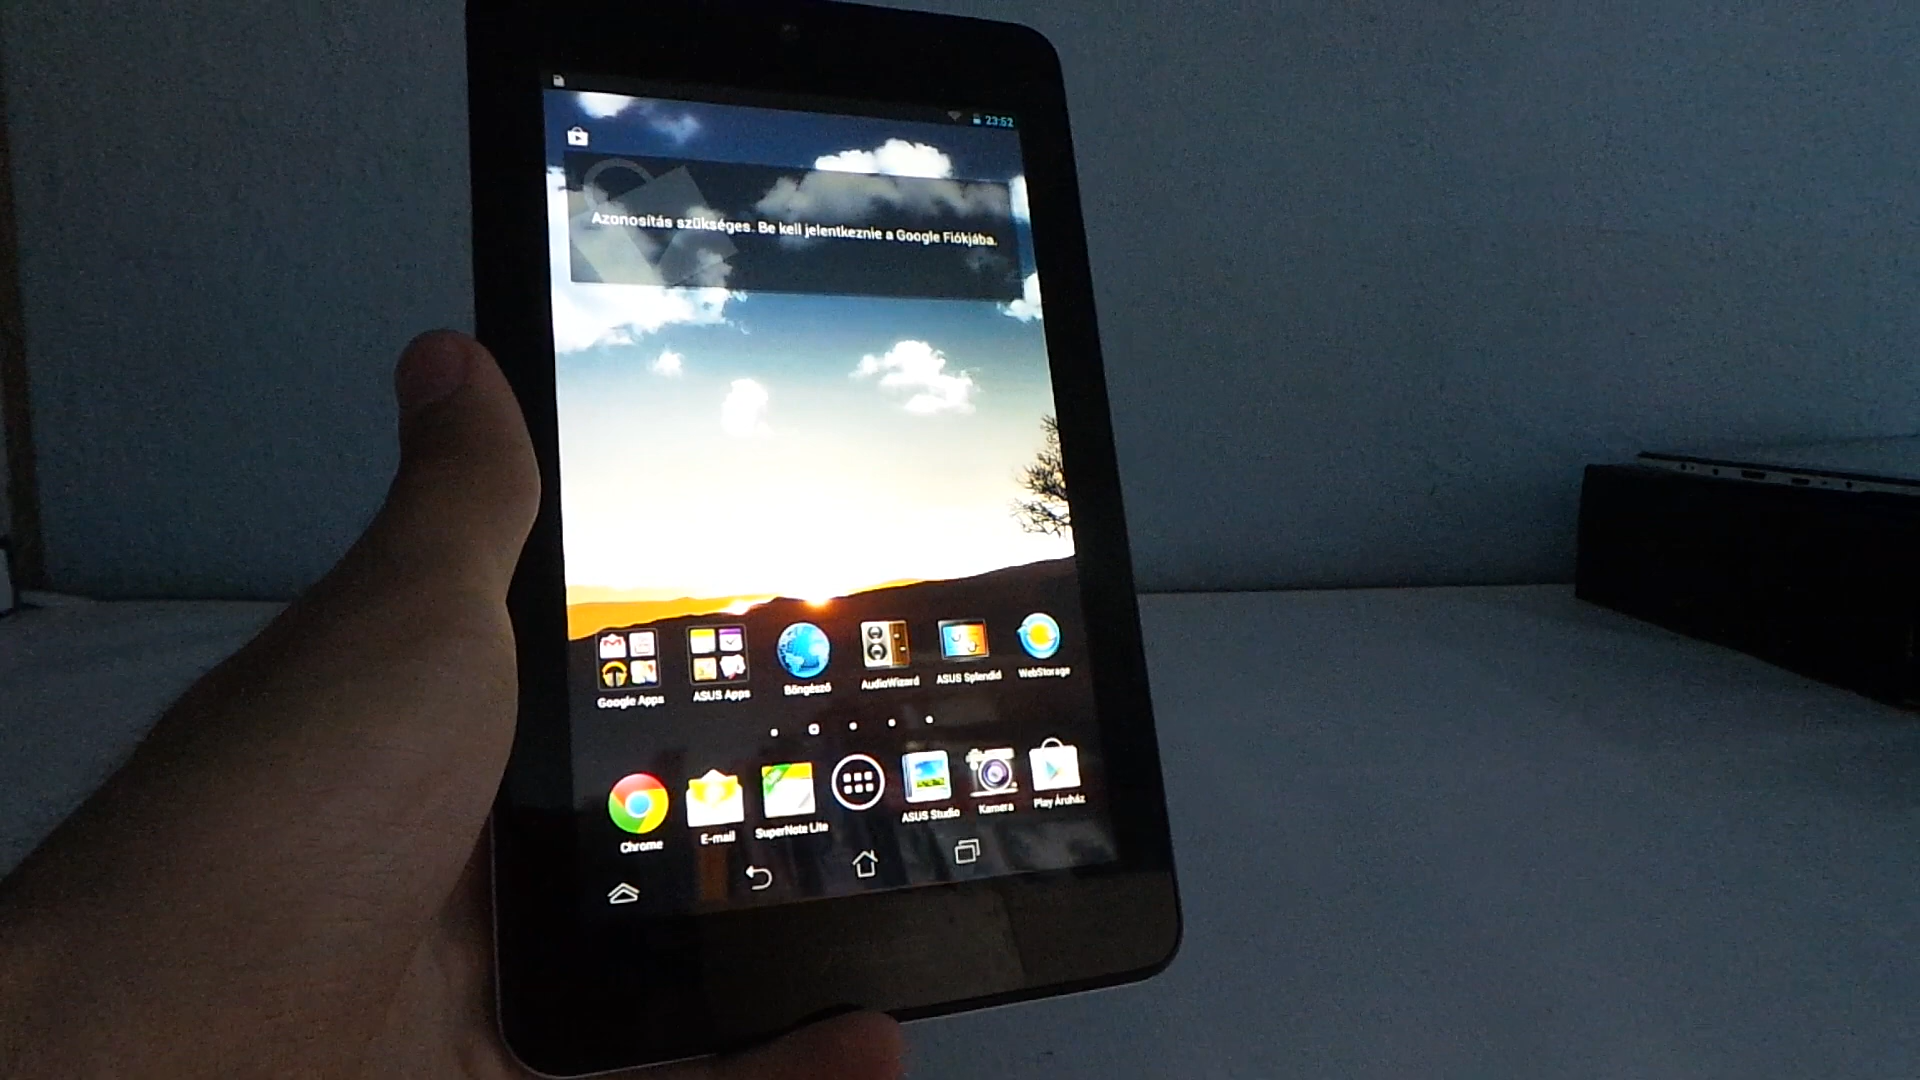 23:52
Azonosítás szükséges. Be kell jelentkeznie a Google Fiókjába.
Google Apps
ASUS Apps
Böngésző
AudioWizard
ASUS Splendid
WebStorage
Chrome
E-mail
SuperNote Lite
ASUS Studio
Kamera
Play Áruház